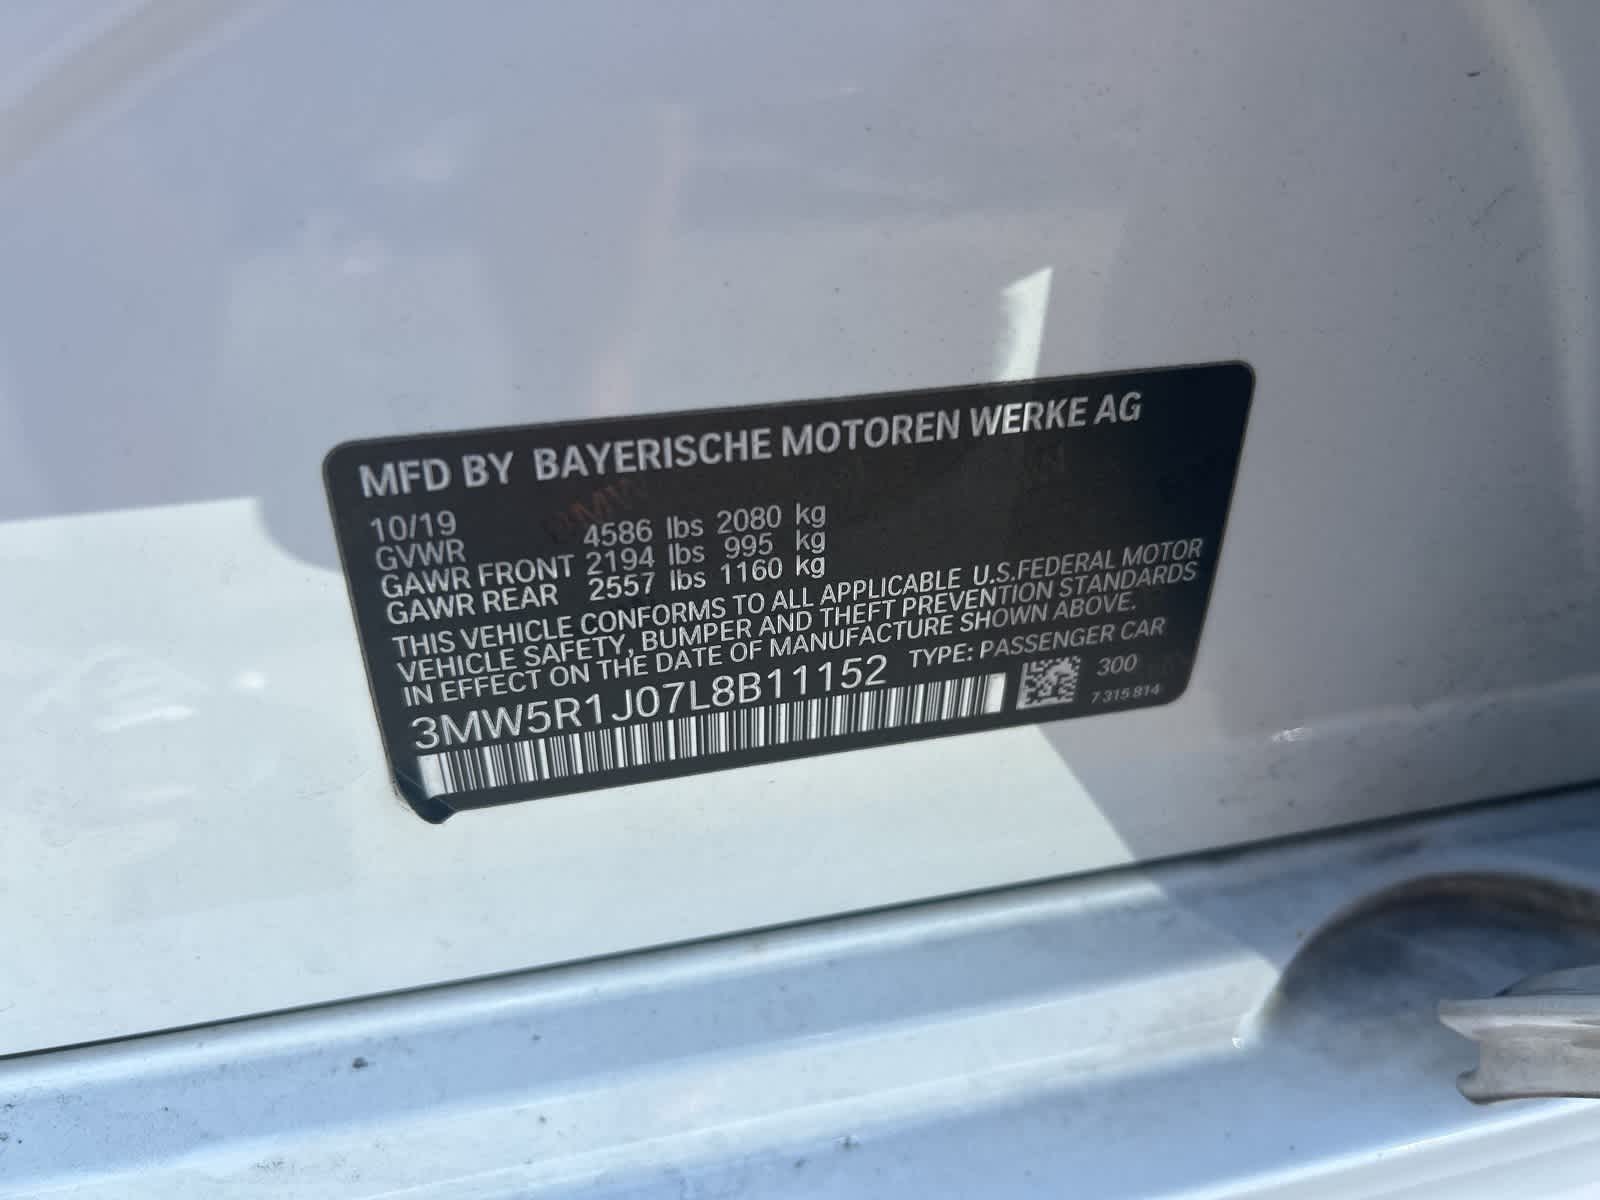 MFD BY BAYERISCHE MOTOREN WERKE AG
10/19
GVWR 4586 lbs 2080 kg
GAWR FRONT 2194 lbs 995 kg
GAWR REAR 2557 lbs 1160 kg
THIS VEHICLE CONFORMS TO ALL APPLICABLE U.S.FEDERAL MOTOR
VEHICLE SAFETY, BUMPER AND THEFT PREVENTION STANDARDS
IN EFFECT ON THE DATE OF MANUFACTURE SHOWN ABOVE.
3MW5R1J07L8B11152 TYPE: PASSENGER CAR
300
7 315 814